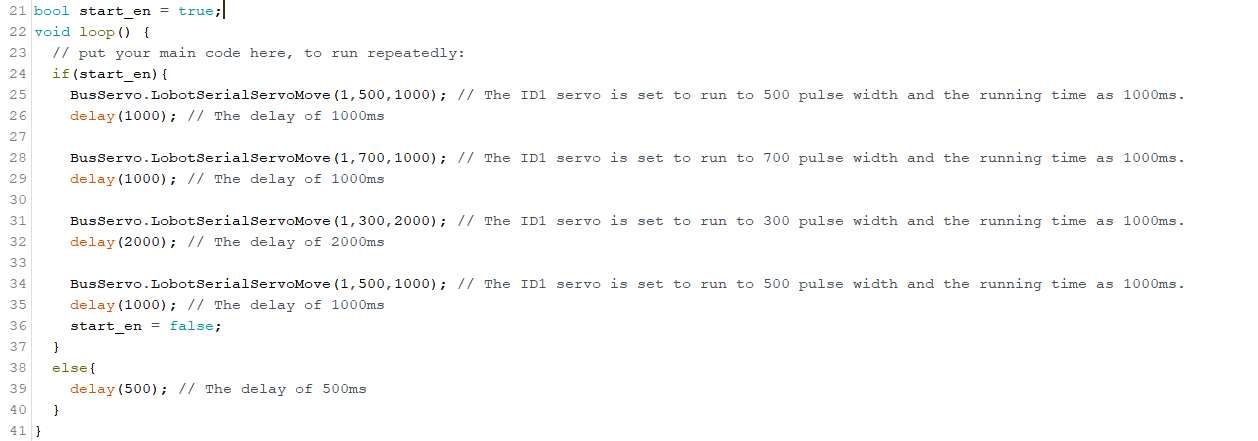 21 bool start_en = true;
22 void loop() {
23 // put your main code here, to run repeatedly:
24 if(start_en){
25 BusServo.LobotSerialServoMove(1,500,1000); // The ID1 servo is set to run to 500 pulse width and the running time as 1000ms.
26 delay(1000); // The delay of 1000ms
27
28 BusServo.LobotSerialServoMove(1,700,1000); // The ID1 servo is set to run to 700 pulse width and the running time as 1000ms.
29 delay(1000); // The delay of 1000ms
30
31 BusServo.LobotSerialServoMove(1,300,2000); // The ID1 servo is set to run to 300 pulse width and the running time as 1000ms.
32 delay(2000); // The delay of 2000ms
33
34 BusServo.LobotSerialServoMove(1,500,1000); // The ID1 servo is set to run to 500 pulse width and the running time as 1000ms.
35 delay(1000); // The delay of 1000ms
36 start_en = false;
37 }
38 else{
39 delay(500); // The delay of 500ms
40 }
41 }